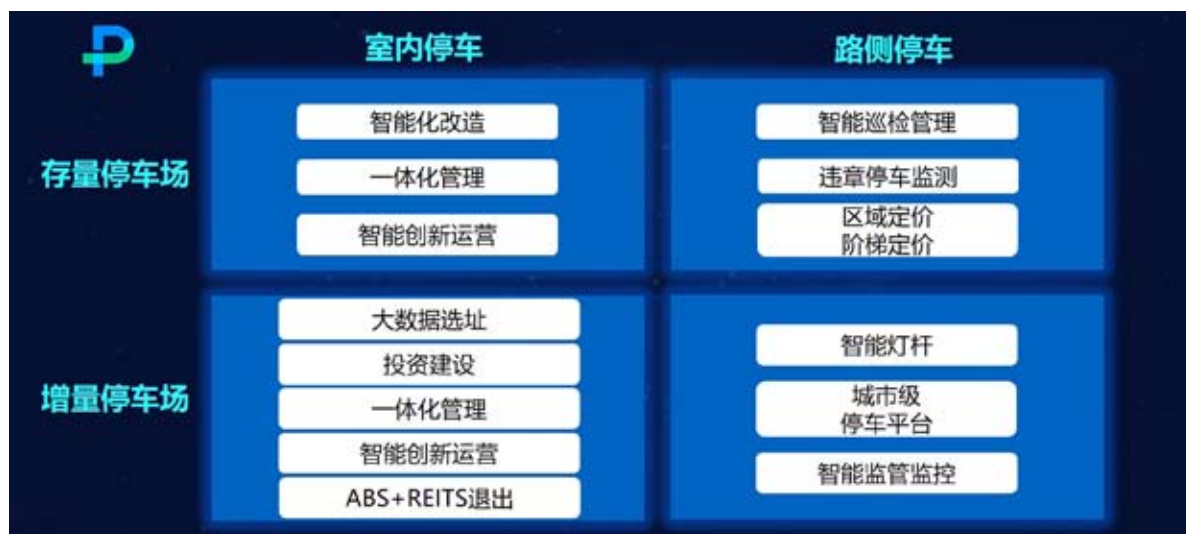 室内停车
路侧停车
存量停车场
智能化改造
一体化管理
智能创新运营
智能巡检管理
违章停车监测
区域定价
阶梯定价
增量停车场
大数据选址
投资建设
一体化管理
智能创新运营
ABS+REITS退出
智能灯杆
城市级
停车平台
智能监管监控